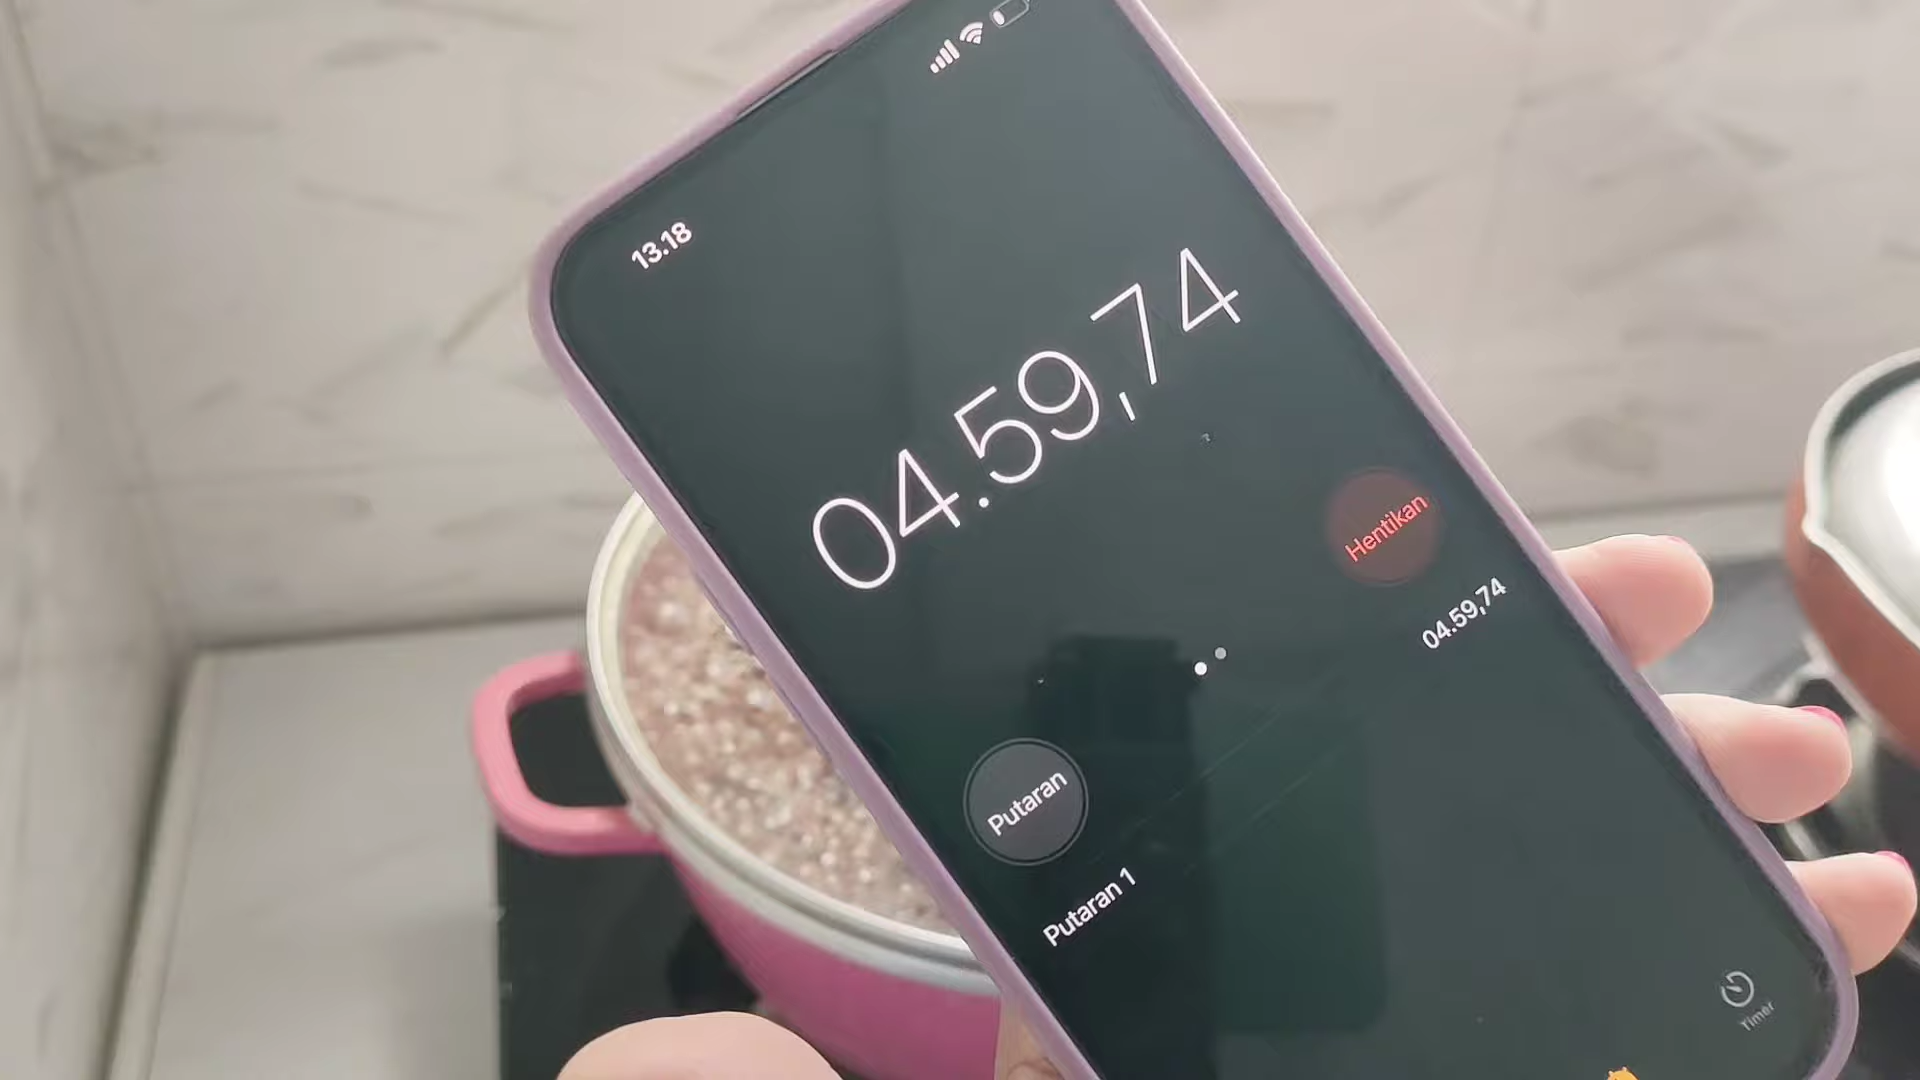 13.18
04.59,74
Putaran
Hentikan
Putaran 1
04.59,74
Timer